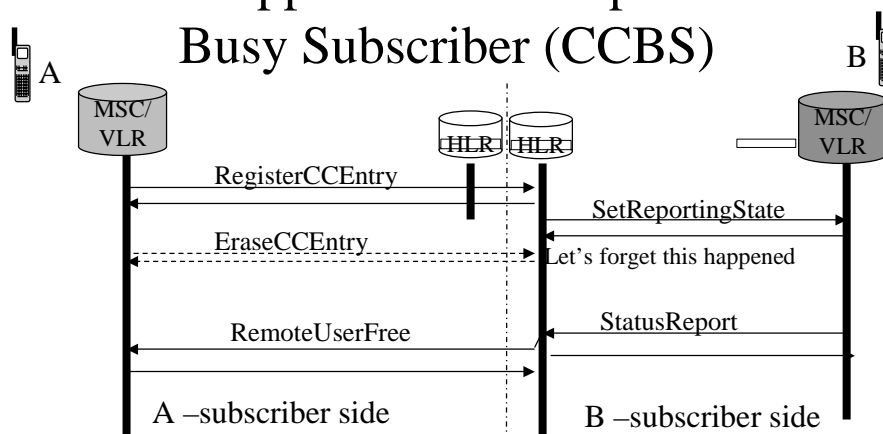 Busy Subscriber (CCBS)
A
B
MSC/
VLR
HLR
HLR
MSC/
VLR
RegisterCCEntry
SetReportingState
EraseCCEntry
Let's forget this happened
StatusReport
RemoteUserFree
A –subscriber side
B –subscriber side